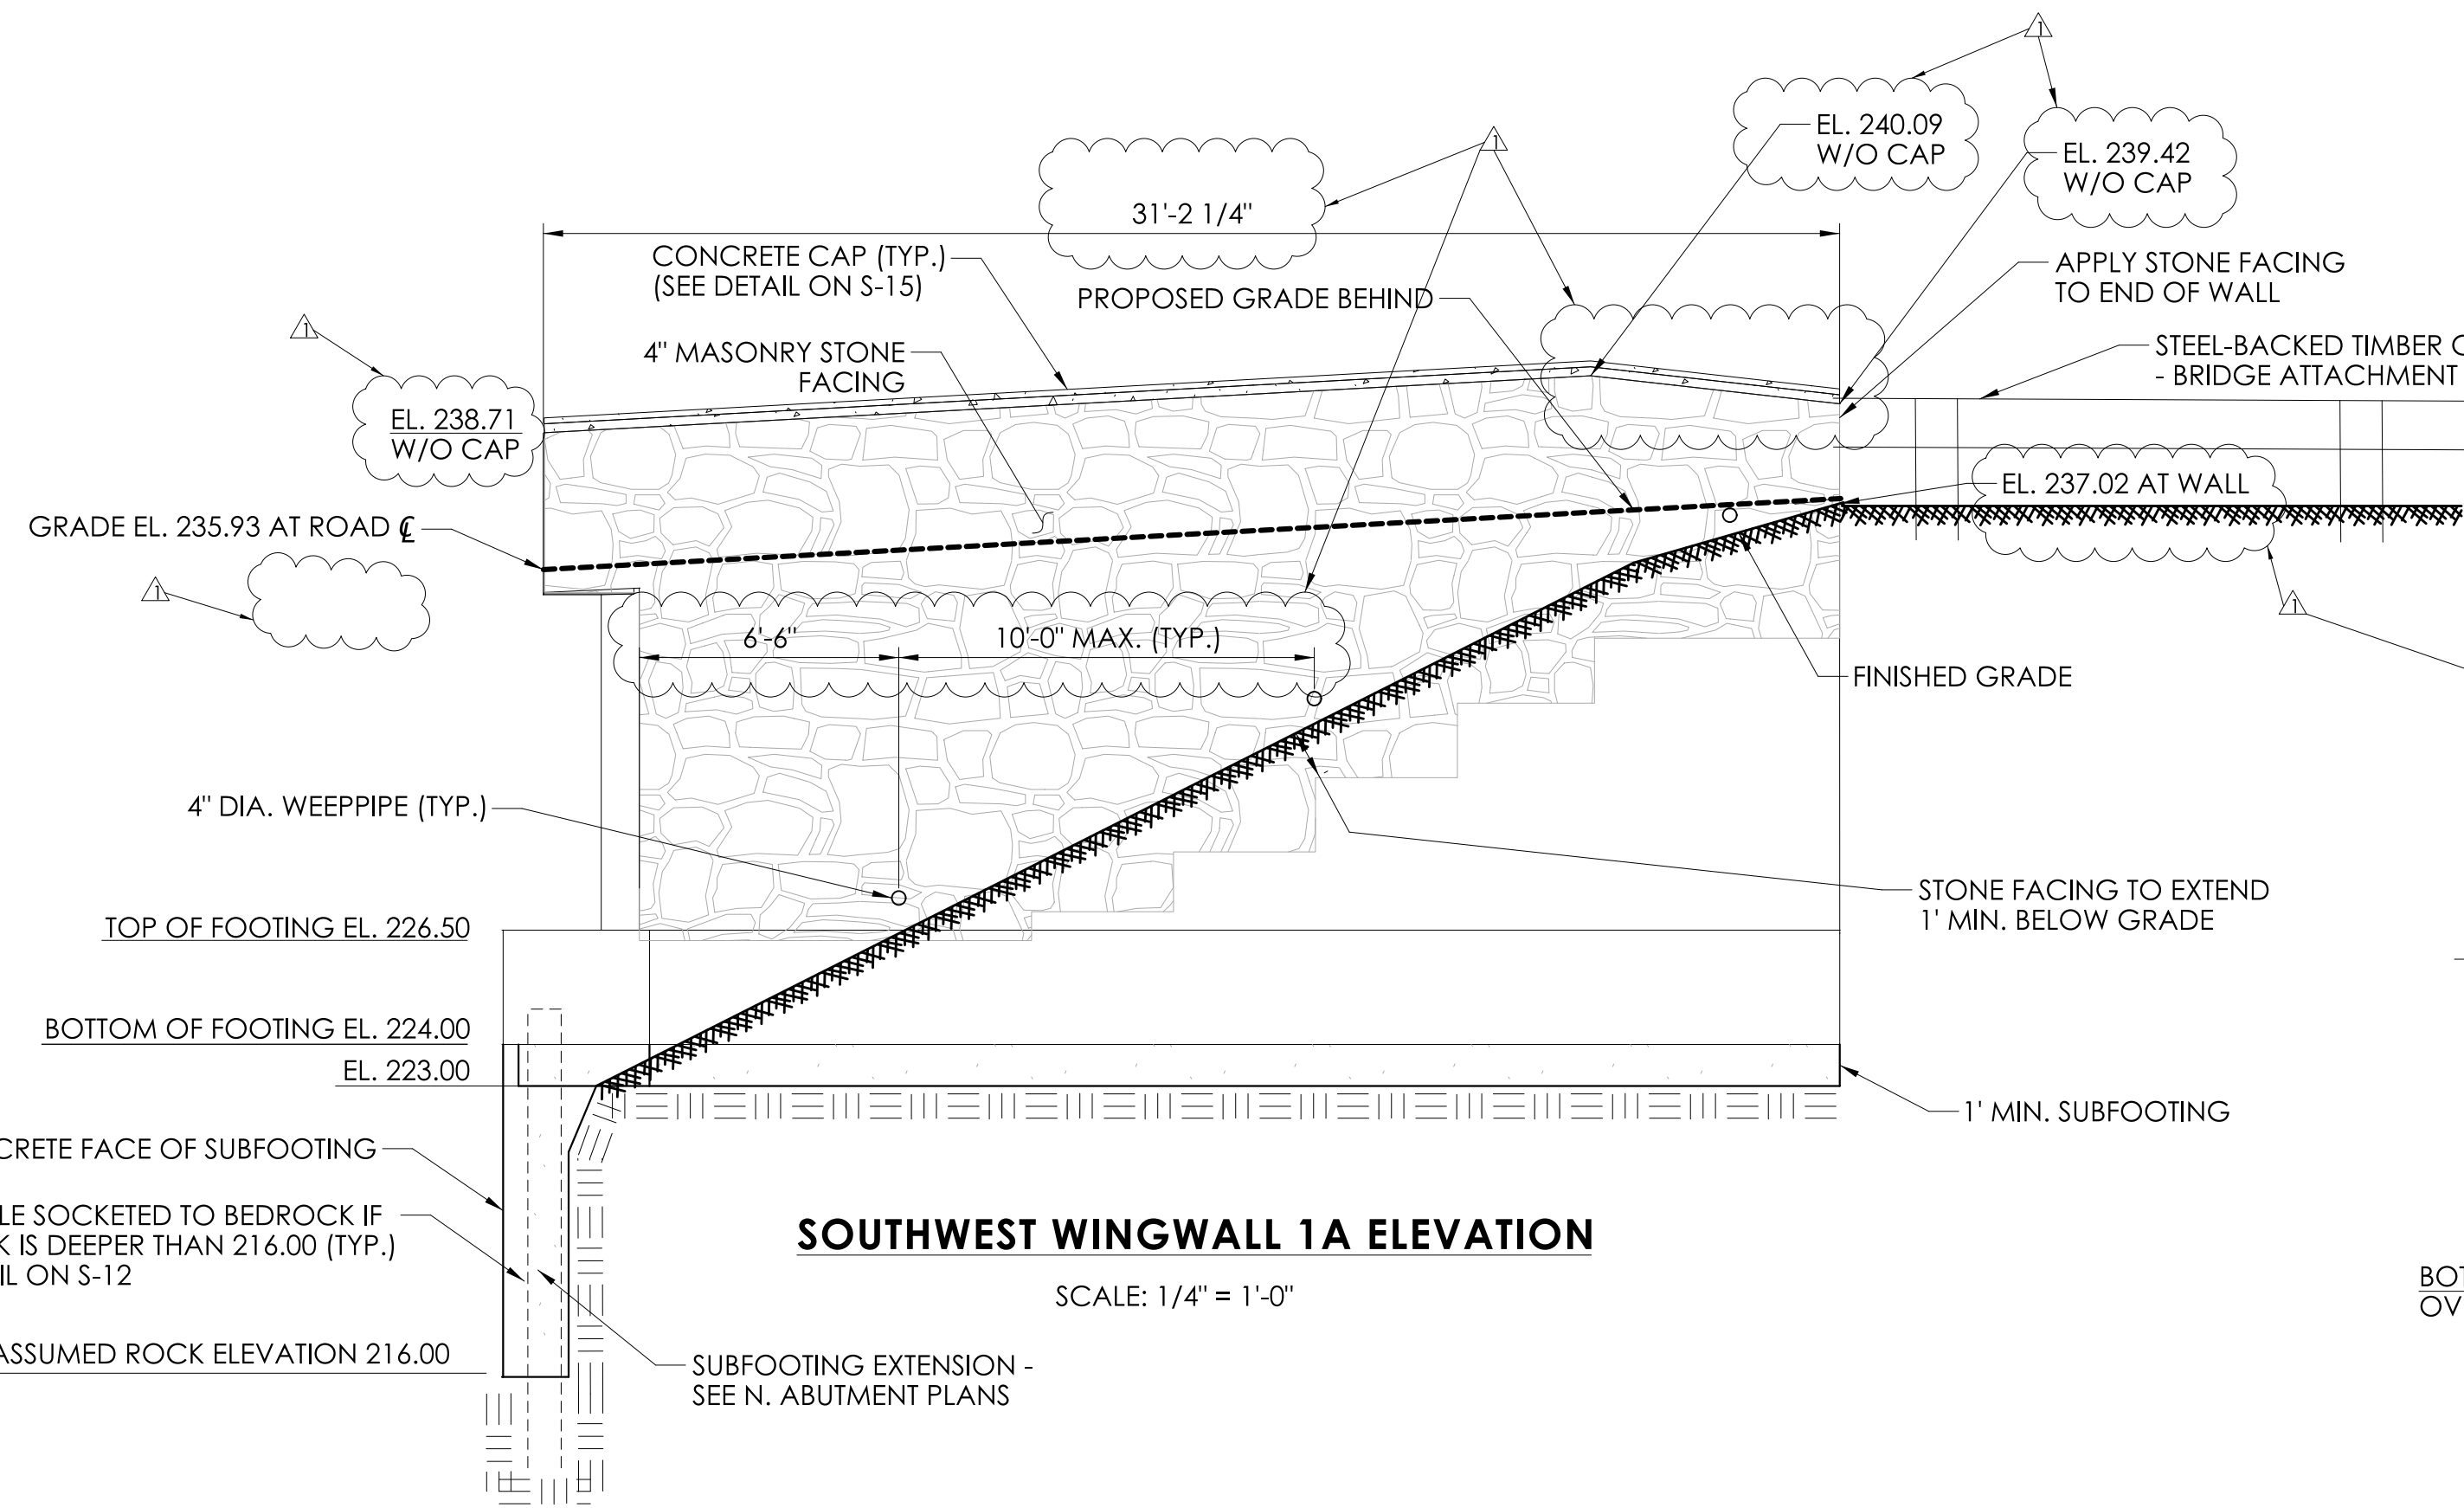 1
EL. 240.09
W/O CAP
EL. 239.42
W/O CAP
1
31'-2 1/4"
CONCRETE CAP (TYP.)
(SEE DETAIL ON S-15)
PROPOSED GRADE BEHIND
APPLY STONE FACING
TO END OF WALL
1
4" MASONRY STONE
FACING
STEEL-BACKED TIMBER
- BRIDGE ATTACHMENT
EL. 238.71
W/O CAP
EL. 237.02 AT WALL
GRADE EL. 235.93 AT ROAD ℄
1
1
6'-6"
10'-0" MAX. (TYP.)
FINISHED GRADE
4" DIA. WEEPPIPE (TYP.)
STONE FACING TO EXTEND
1' MIN. BELOW GRADE
TOP OF FOOTING EL. 226.50
BOTTOM OF FOOTING EL. 224.00
EL. 223.00
1' MIN. SUBFOOTING
CRETE FACE OF SUBFOOTING
LE SOCKETED TO BEDROCK IF
K IS DEEPER THAN 216.00 (TYP.)
IL ON S-12
SOUTHWEST WINGWALL 1A ELEVATION
SCALE: 1/4" = 1'-0"
BOT
OV
ASSUMED ROCK ELEVATION 216.00
SUBFOOTING EXTENSION -
SEE N. ABUTMENT PLANS